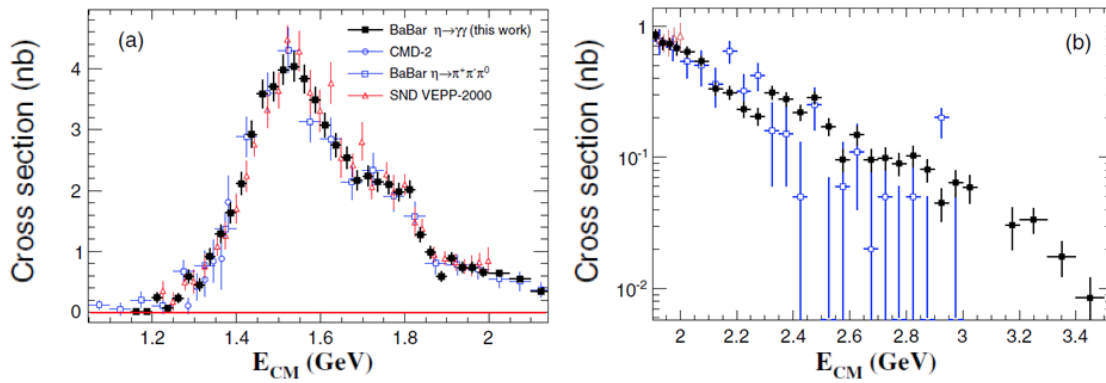 (a)
BaBar η→γγ (this work)
CMD-2
BaBar η→π⁺π⁻π⁰
SND VEPP-2000
Cross section (nb)
4
3
2
1
0
1.2 1.4 1.6 1.8 2
E_CM (GeV)
(b)
Cross section (nb)
1
10⁻¹
10⁻²
2 2.2 2.4 2.6 2.8 3 3.2 3.4
E_CM (GeV)